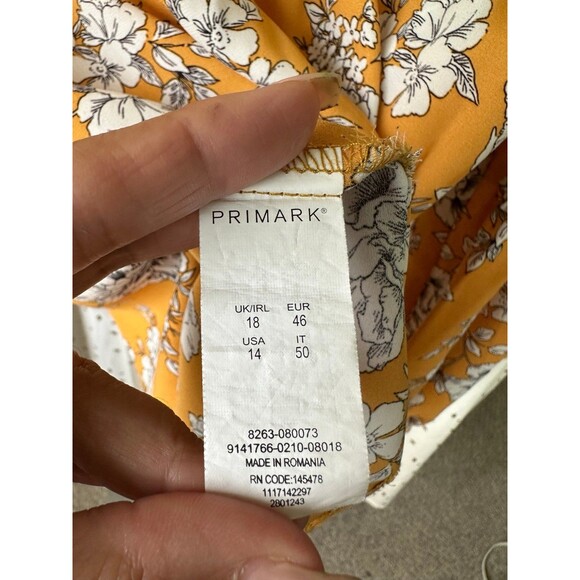 PRIMARK®
UK/IRL EUR
18 46
USA IT
14 50
8263-080073
9141766-0210-08018
MADE IN ROMANIA
RN CODE:145478
1117142297
2801243